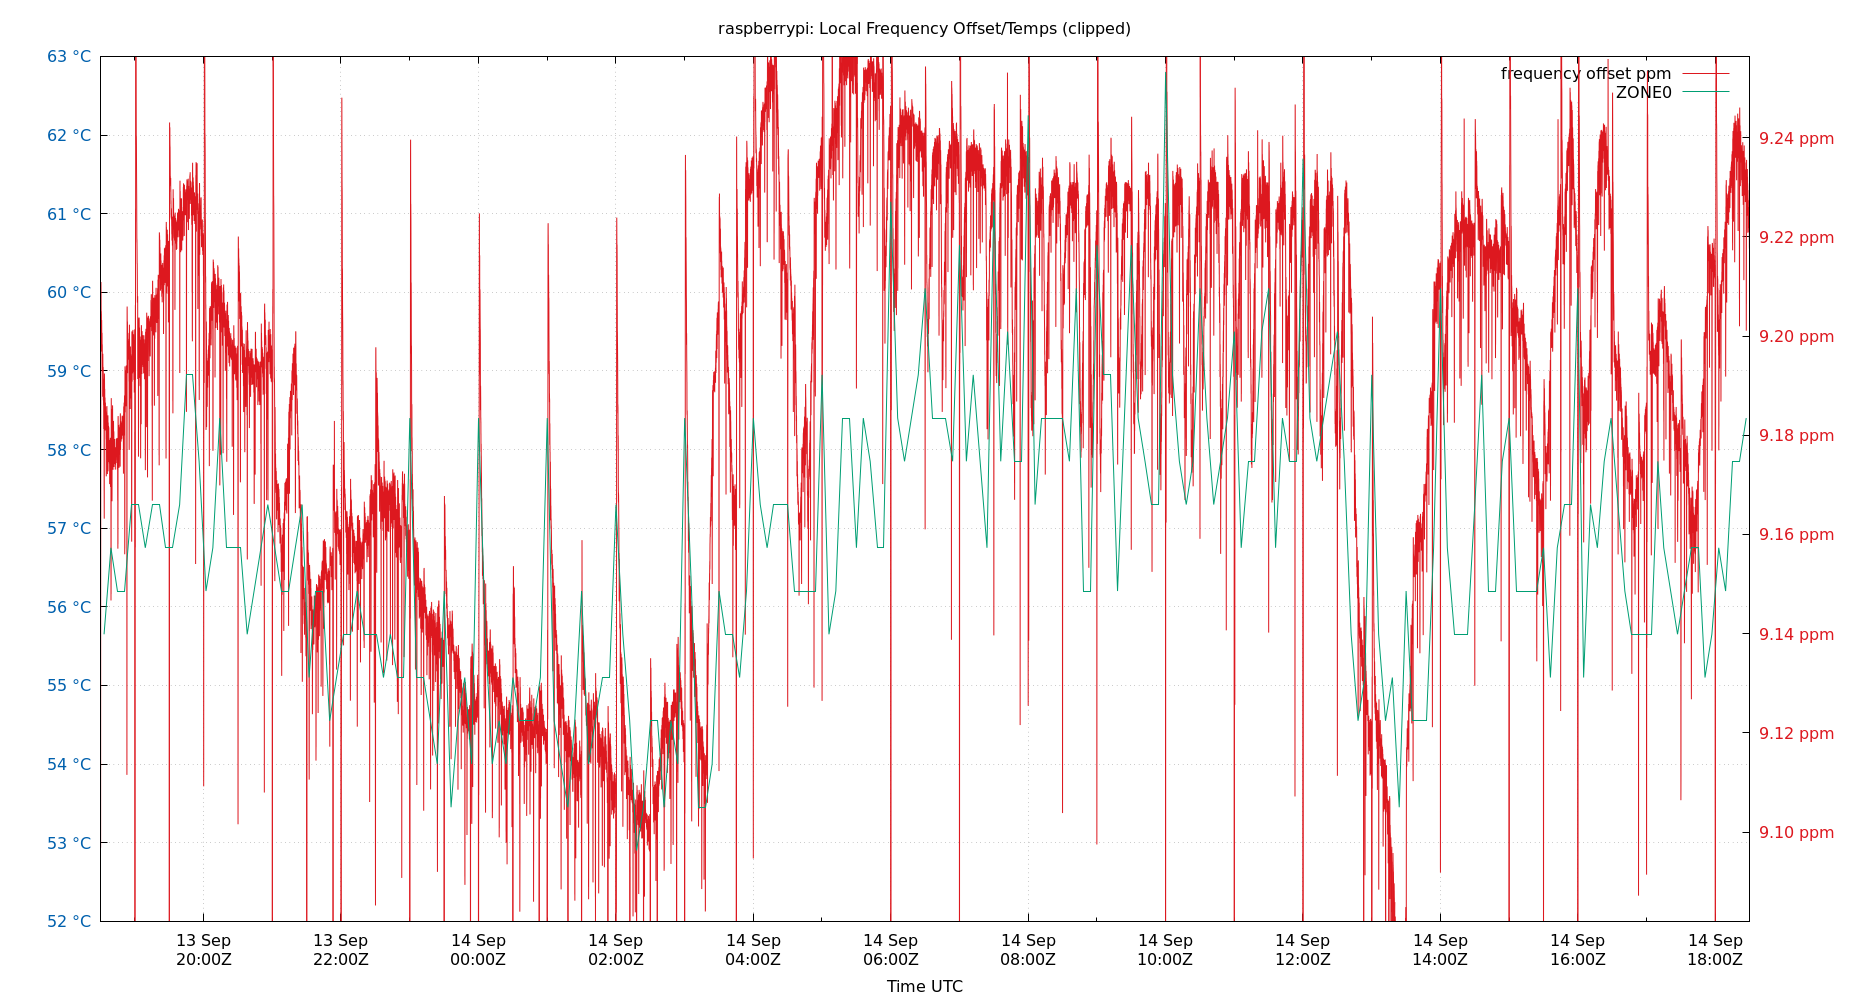 raspberrypi: Local Frequency Offset/Temps (clipped)
63 °C
62 °C
61 °C
60 °C
59 °C
58 °C
57 °C
56 °C
55 °C
54 °C
53 °C
52 °C
frequency offset ppm
ZONE0
9.24 ppm
9.22 ppm
9.20 ppm
9.18 ppm
9.16 ppm
9.14 ppm
9.12 ppm
9.10 ppm
13 Sep 13 Sep 14 Sep 14 Sep 14 Sep 14 Sep 14 Sep 14 Sep 14 Sep 14 Sep 14 Sep 14 Sep
20:00Z 22:00Z 00:00Z 02:00Z 04:00Z 06:00Z 08:00Z 10:00Z 12:00Z 14:00Z 16:00Z 18:00Z
Time UTC